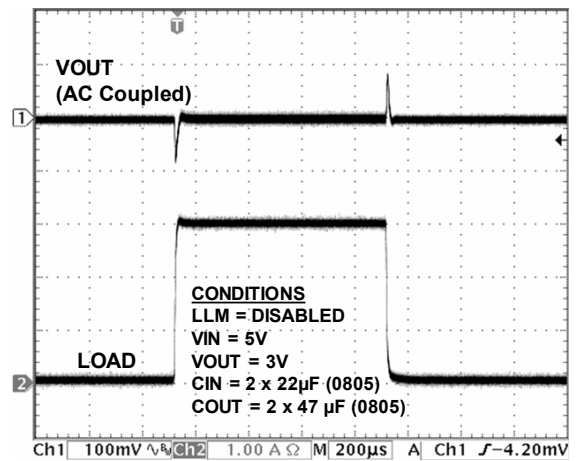 T
VOUT
(AC Coupled)
1
CONDITIONS
LLM = DISABLED
VIN = 5V
VOUT = 3V
CIN = 2 x 22µF (0805)
COUT = 2 x 47 µF (0805)
LOAD
2
Ch1 100mV ∿ Bw Ch2 1.00 A Ω M 200µs A Ch1 ƒ -4.20mV